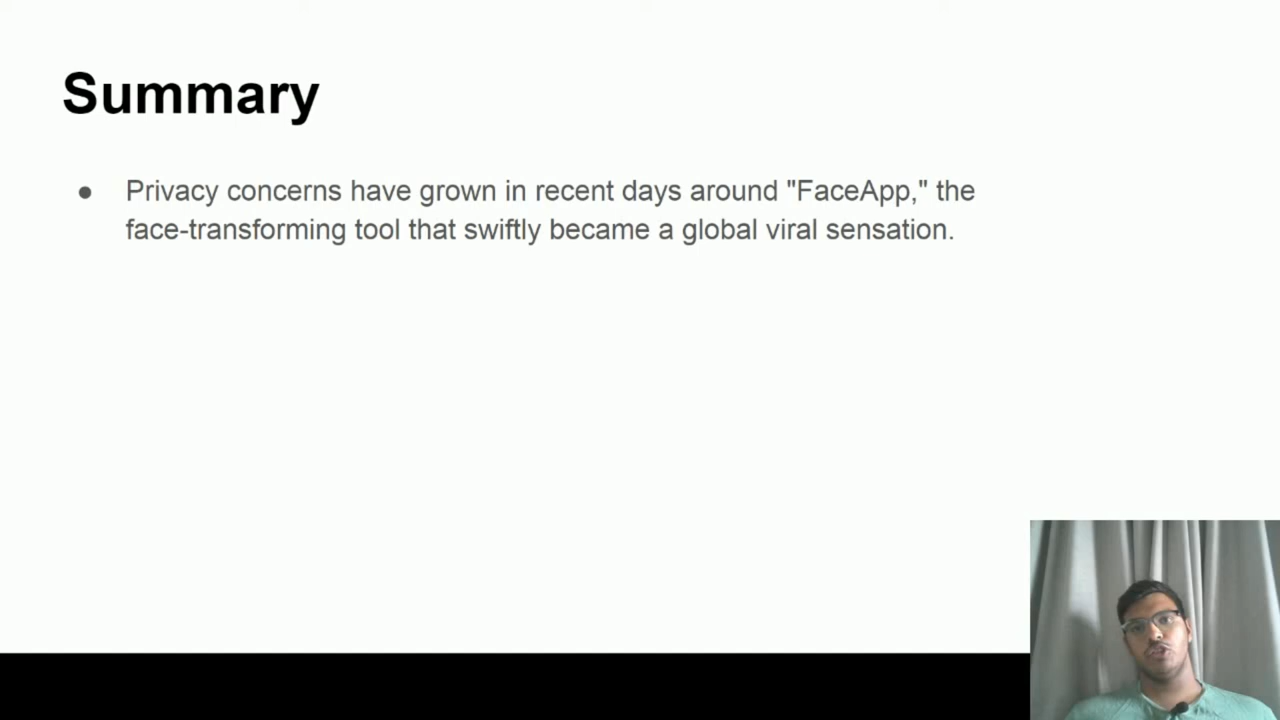 Summary
● Privacy concerns have grown in recent days around "FaceApp," the
face-transforming tool that swiftly became a global viral sensation.